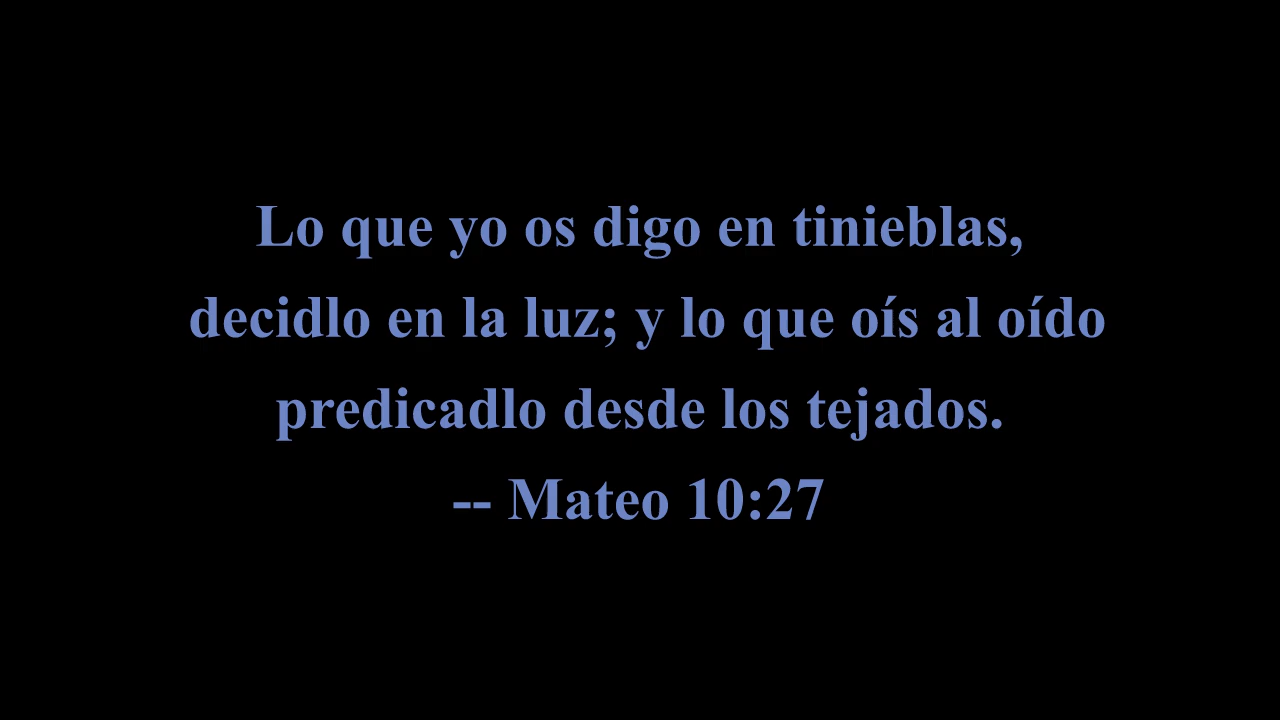 Lo que yo os digo en tinieblas,
decidlo en la luz; y lo que oís al oído
predicadlo desde los tejados.
-- Mateo 10:27